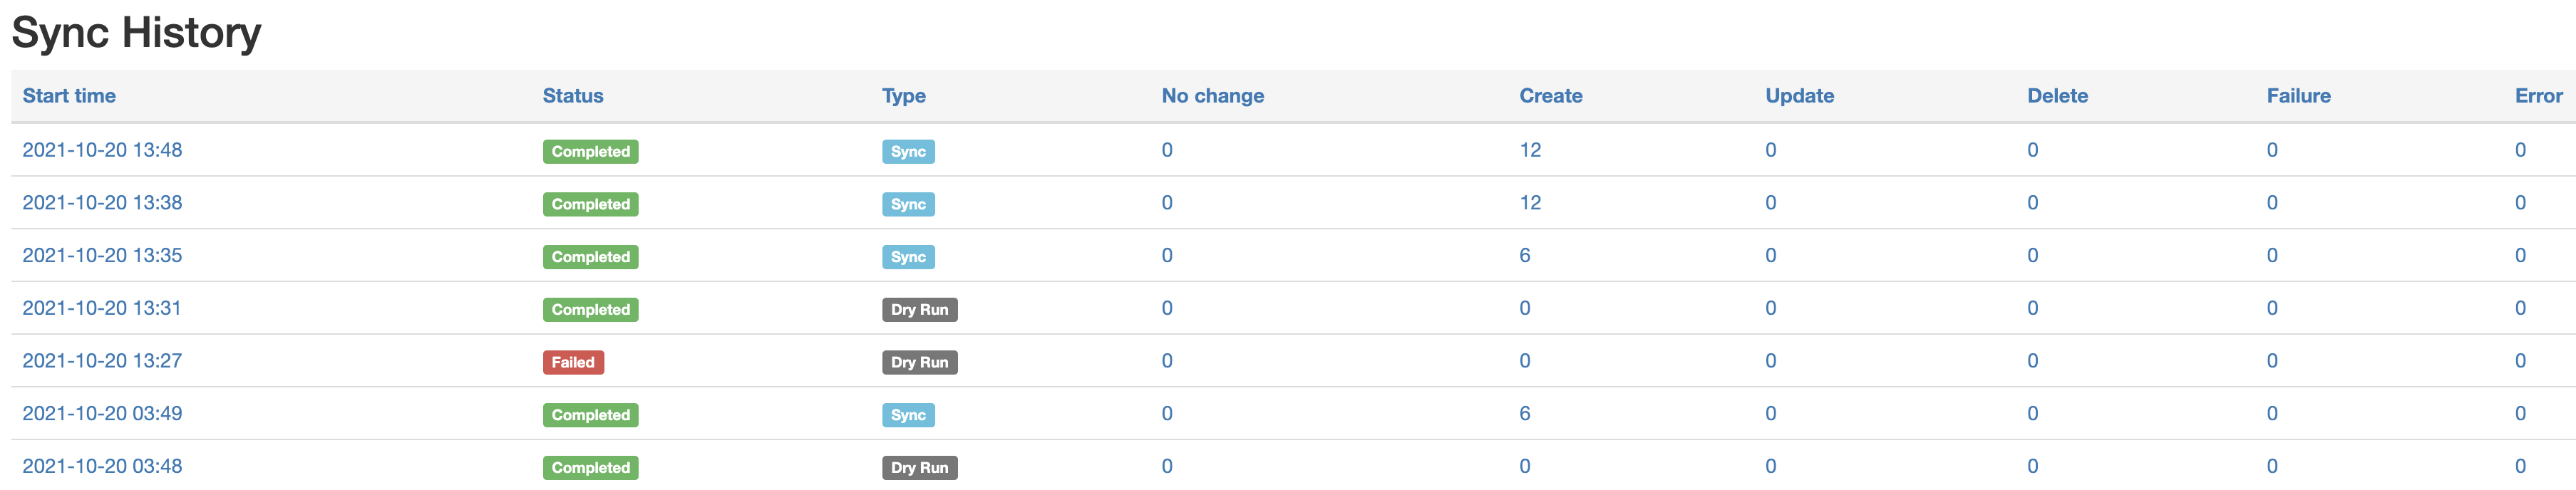 Sync History
Start time Status Type No change Create Update Delete Failure Error
2021-10-20 13:48 Completed Sync 0 12 0 0 0 0
2021-10-20 13:38 Completed Sync 0 12 0 0 0 0
2021-10-20 13:35 Completed Sync 0 6 0 0 0 0
2021-10-20 13:31 Completed Dry Run 0 0 0 0 0 0
2021-10-20 13:27 Failed Dry Run 0 0 0 0 0 0
2021-10-20 03:49 Completed Sync 0 6 0 0 0 0
2021-10-20 03:48 Completed Dry Run 0 0 0 0 0 0